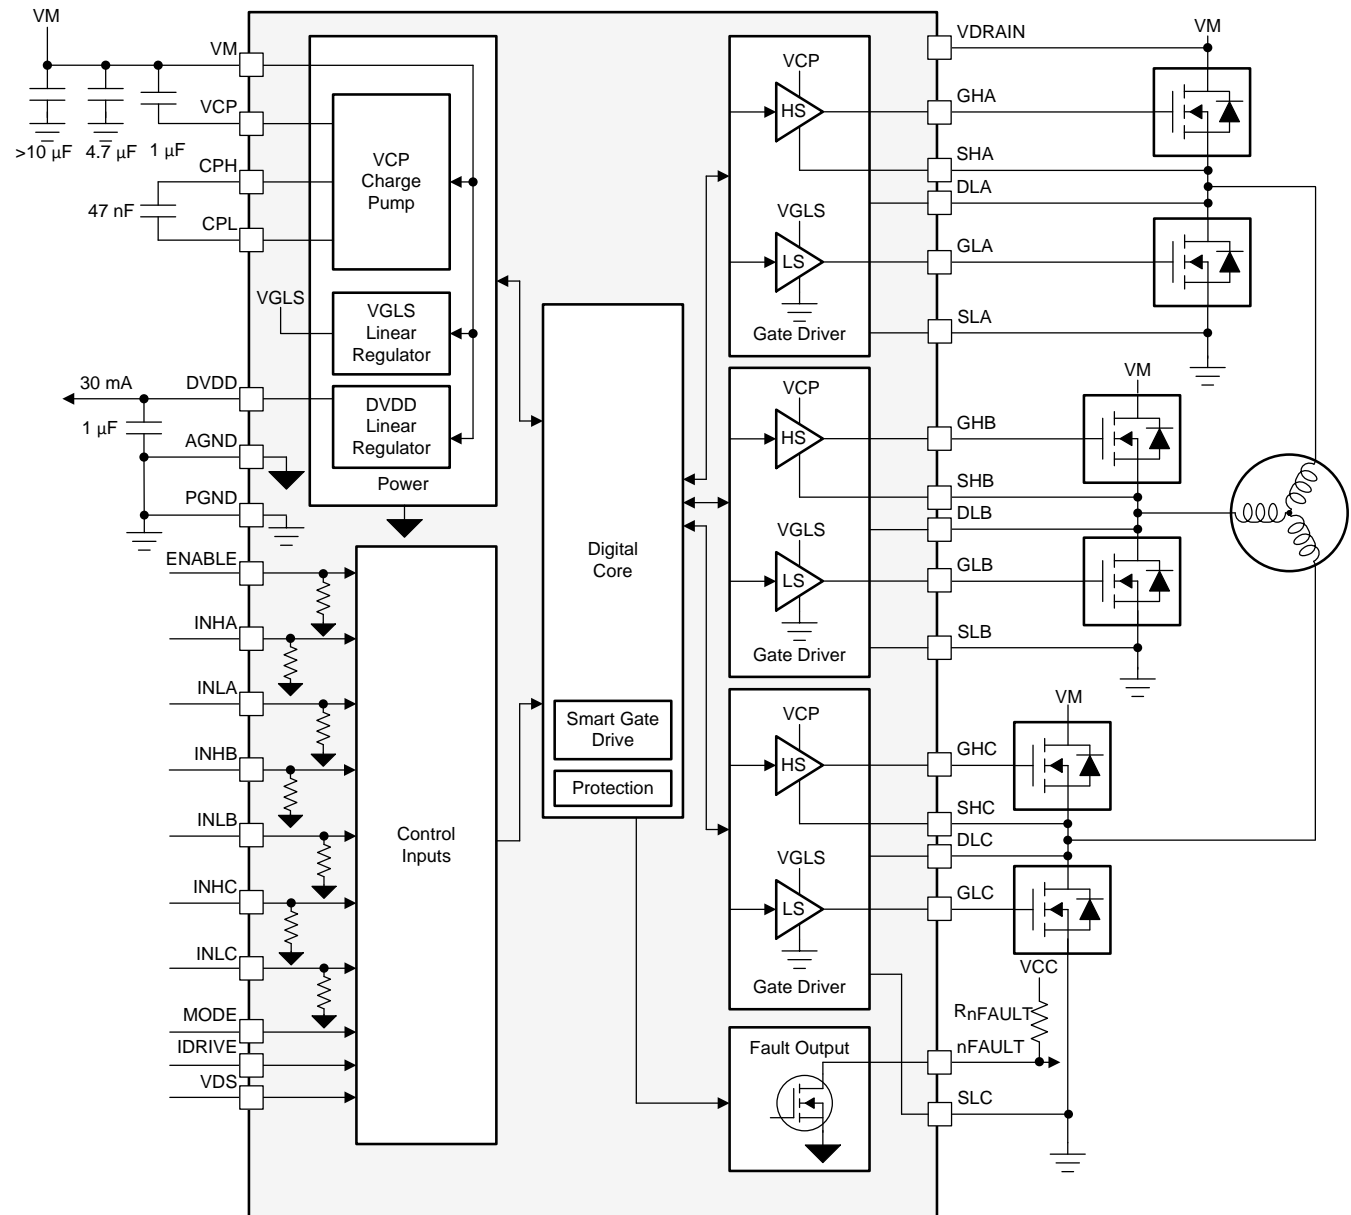 VM
VM
VCP
>10 µF
4.7 µF
1 µF
CPH
47 nF
CPL
VCP
Charge
Pump
VGLS
VGLS
Linear
Regulator
30 mA
DVDD
1 µF
DVDD
Linear
Regulator
AGND
Power
PGND
ENABLE
INHA
INLA
INHB
INLB
INHC
INLC
MODE
IDRIVE
VDS
Control
Inputs
Digital
Core
Smart Gate
Drive
Protection
VCP
HS
VGLS
LS
Gate Driver
VCP
HS
VGLS
LS
Gate Driver
VCP
HS
VGLS
LS
Gate Driver
Fault Output
VDRAIN
VM
GHA
SHA
DLA
GLA
SLA
VM
GHB
SHB
DLB
GLB
SLB
VM
GHC
SHC
DLC
GLC
VCC
RnFAULT
nFAULT
SLC